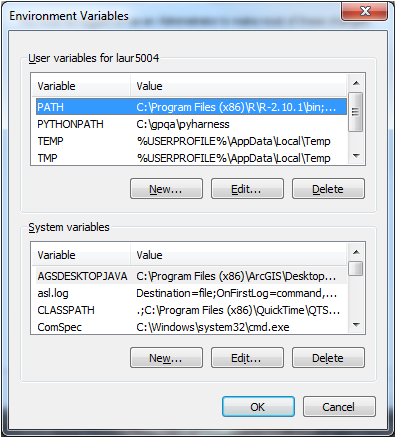 Environment Variables
User variables for laur5004
Variable Value
PATH C:\Program Files (x86)\R\R-2.10.1\bin;...
PYTHONPATH C:\gpqa\pyharness
TEMP %USERPROFILE%\AppData\Local\Temp
TMP %USERPROFILE%\AppData\Local\Temp
New... Edit... Delete
System variables
Variable Value
AGSDESKTOPJAVA C:\Program Files (x86)\ArcGIS\Desktop...
asl.log Destination=file;OnFirstLog=command,...
CLASSPATH .;C:\Program Files (x86)\QuickTime\QTS...
ComSpec C:\Windows\system32\cmd.exe
New... Edit... Delete
OK Cancel